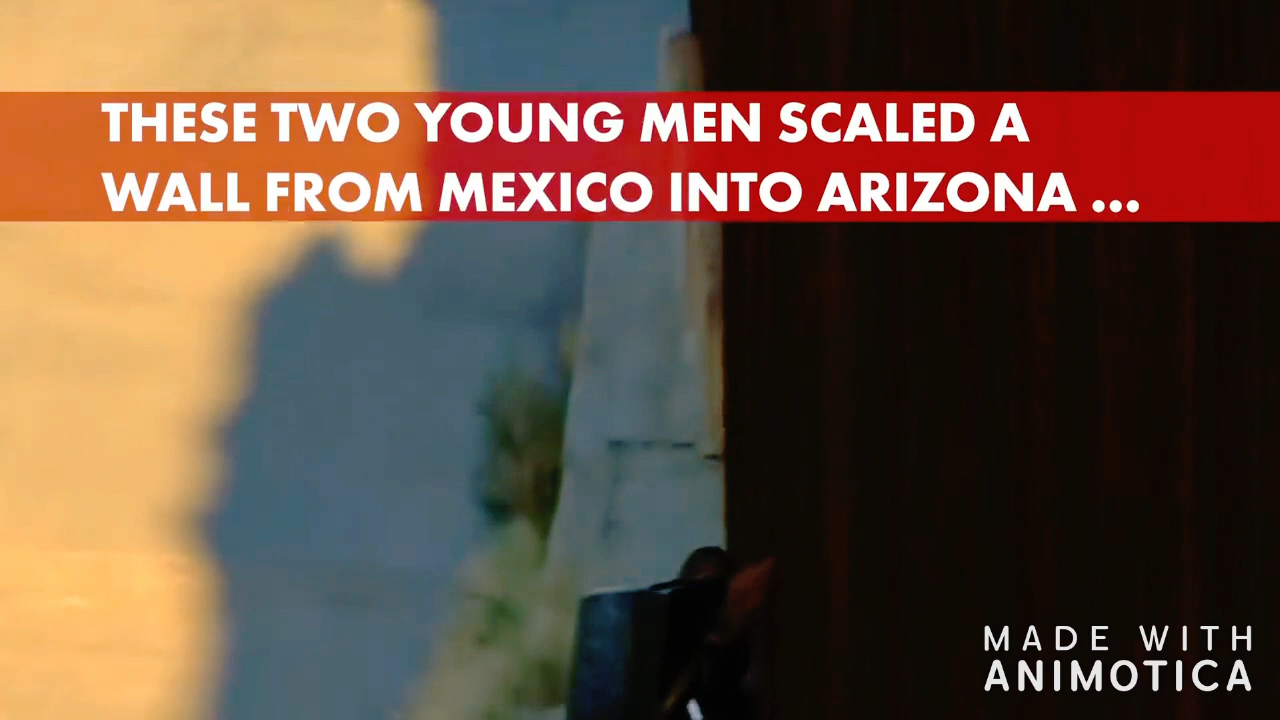 THESE TWO YOUNG MEN SCALED A
WALL FROM MEXICO INTO ARIZONA ...
MADE WITH
ANIMOTICA